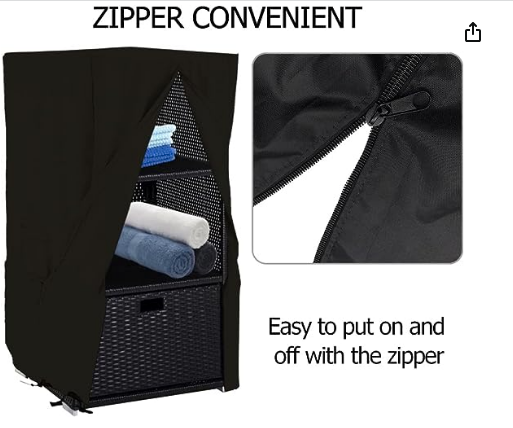 ZIPPER CONVENIENT
Easy to put on and
off with the zipper